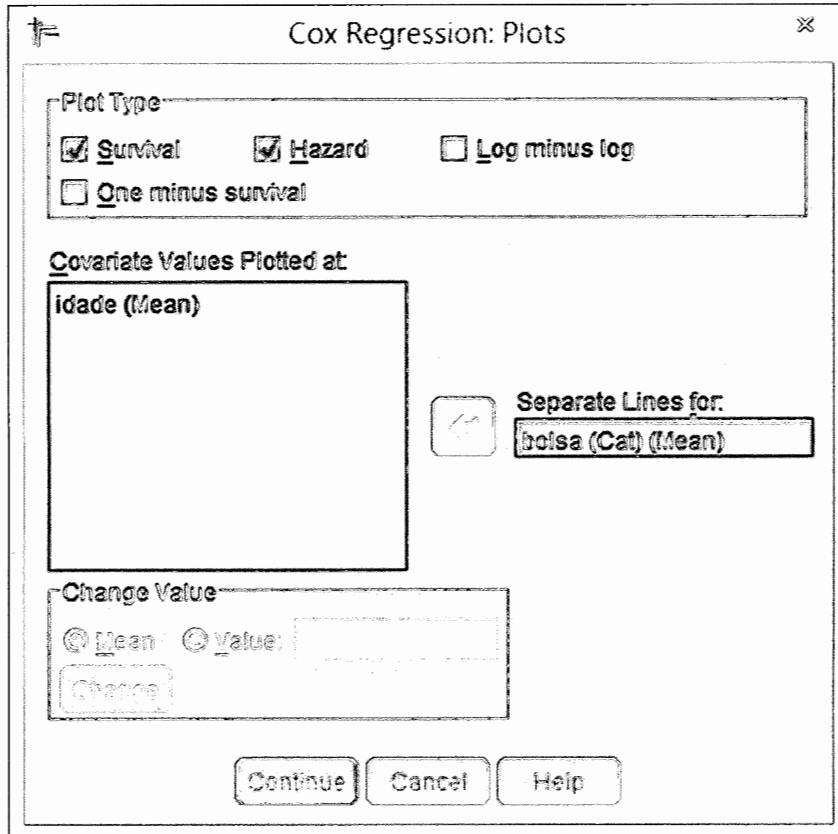 Cox Regression: Plots
Plot Type
Survival
Hazard
Log minus log
One minus survival
Covariate Values Plotted at:
idade (Mean)
Separate Lines for:
bolsa (Cat) (Mean)
Change Value
Mean
Value:
Change
Continue
Cancel
Help